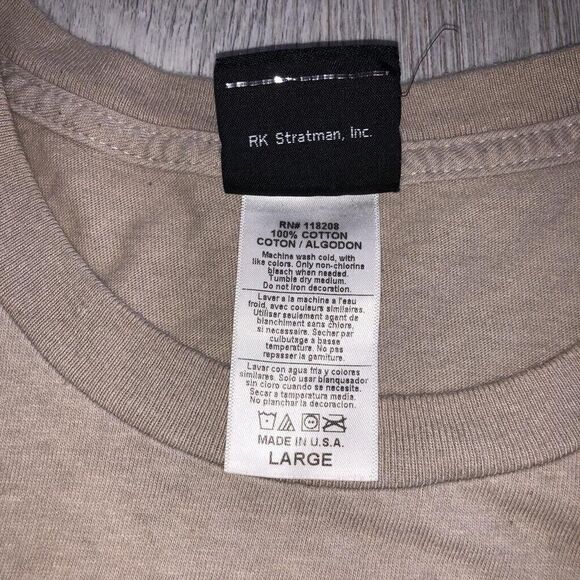 RK Stratman, Inc.
RN# 118208
100% COTTON
COTON / ALGODON
Machine wash cold, with
like colors. Only non-chlorine
bleach when needed.
Tumble dry medium.
Do not iron decoration.
Laver a la machine a l'eau
froid, avec couleurs similaires.
Utiliser seulement agent de
blanchiment sans chlore,
si necessaire. Secher par
culbutage a basse
temperature. No pas
repasser la garniture.
Lavar con agua fria y colores
similares. Solo usar blanqueador
sin cloro cuando se necesite.
Secar a temperatura media.
No planchar la decoracion.
MADE IN U.S.A.
LARGE